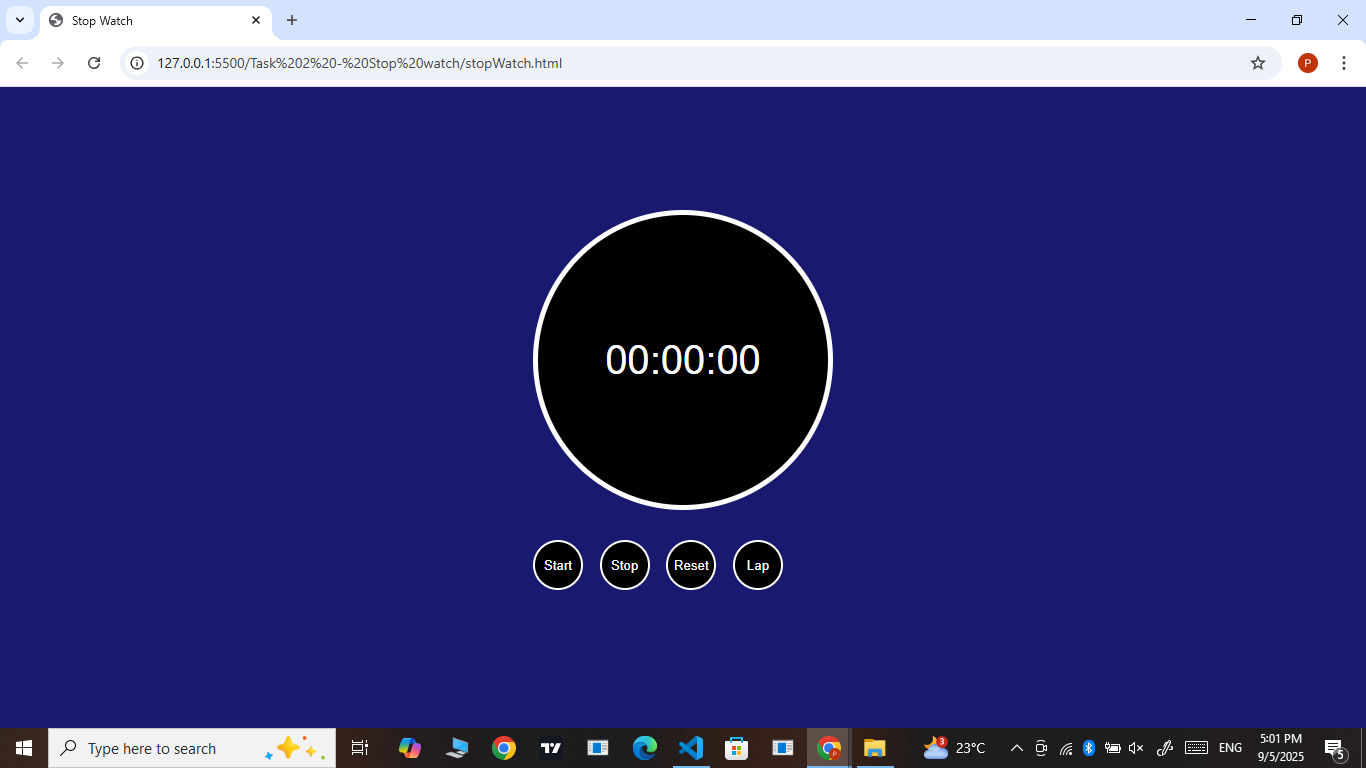 Stop Watch
127.0.0.1:5500/Task%202%20-%20Stop%20watch/stopWatch.html
P
00:00:00
Start Stop Reset Lap
Type here to search
3
23°C
ENG
5:01 PM
9/5/2025
5